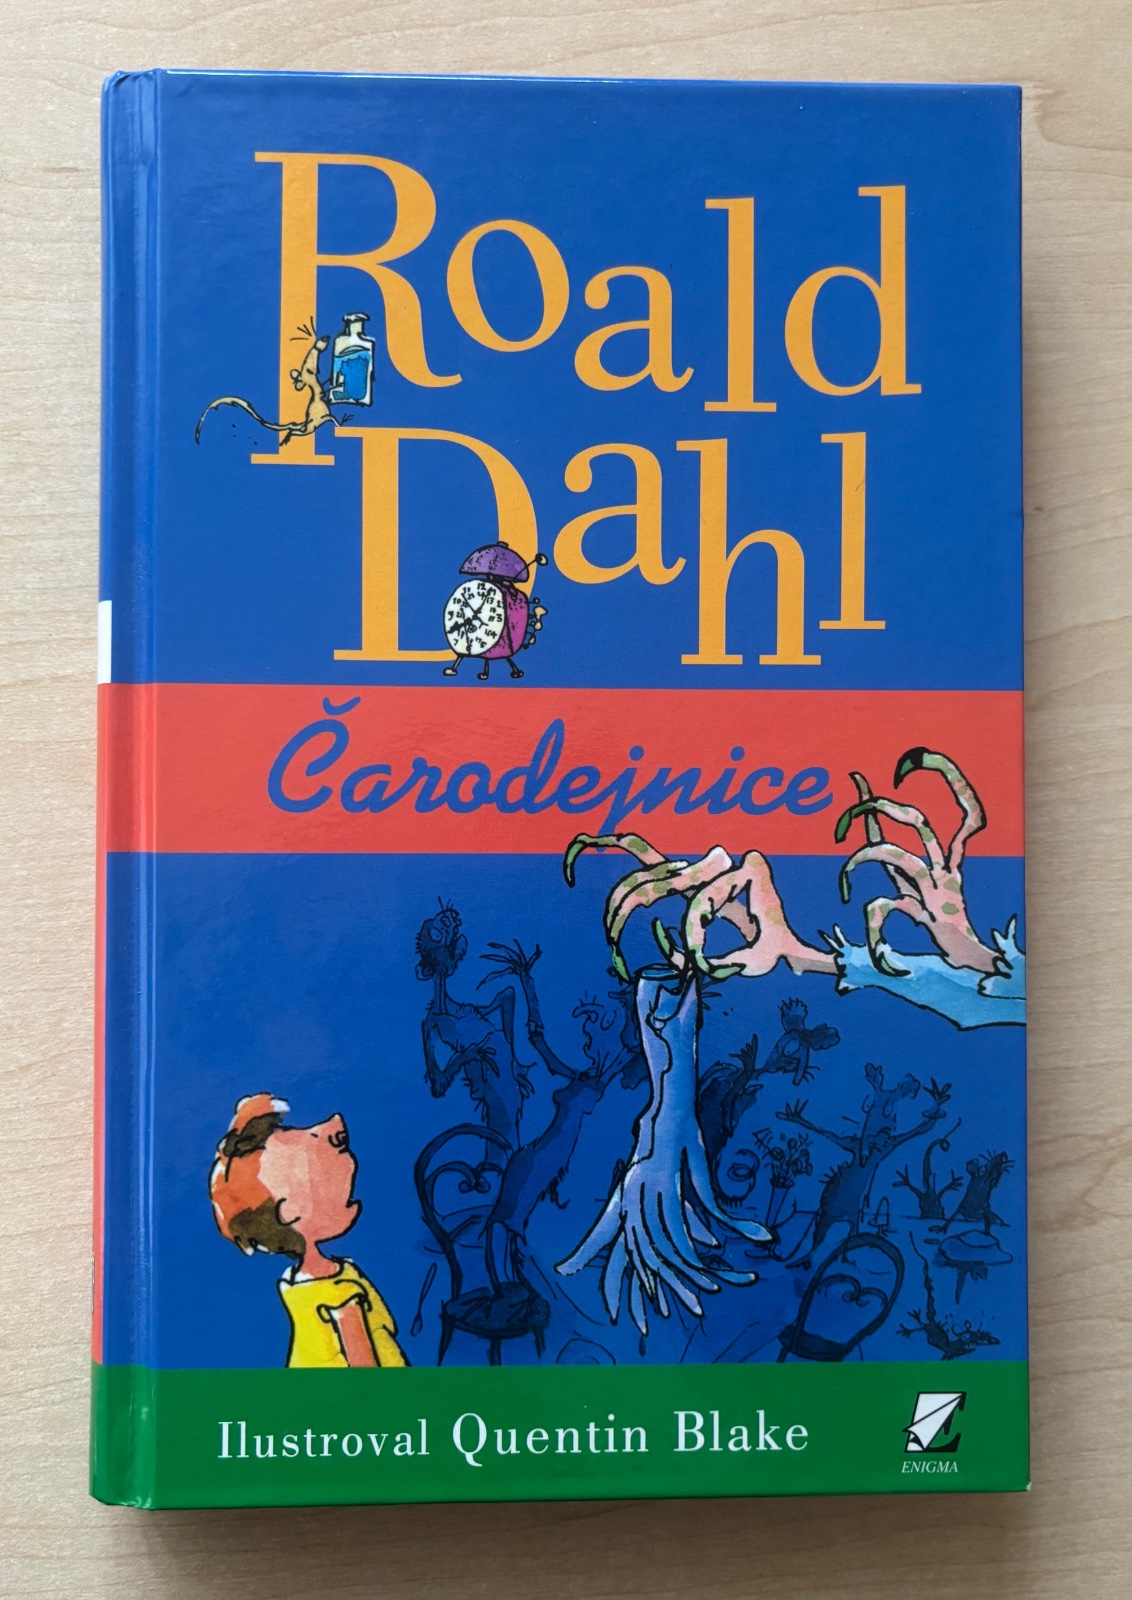 Roald
Dahl
Čarodejnice
Ilustroval Quentin Blake
ENIGMA